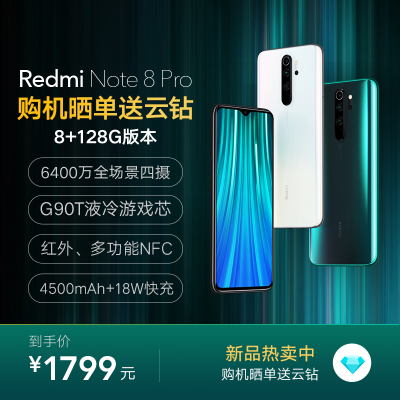 Redmi Note 8 Pro
购机晒单送云钻
8+128G版本
6400万全场景四摄
G90T液冷游戏芯
红外、多功能NFC
4500mAh+18W快充
到手价
¥1799元
新品热卖中
购机晒单送云钻